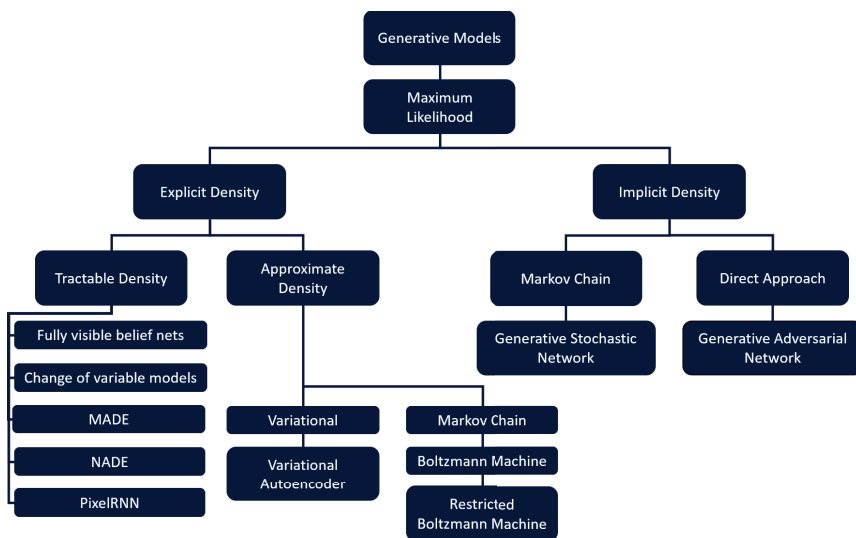 Generative Models
Maximum
Likelihood
Explicit Density
Implicit Density
Tractable Density
Approximate
Density
Markov Chain
Direct Approach
Fully visible belief nets
Generative Stochastic
Network
Generative Adversarial
Network
Change of variable models
MADE
Variational
Markov Chain
NADE
Variational
Autoencoder
Boltzmann Machine
PixelRNN
Restricted
Boltzmann Machine